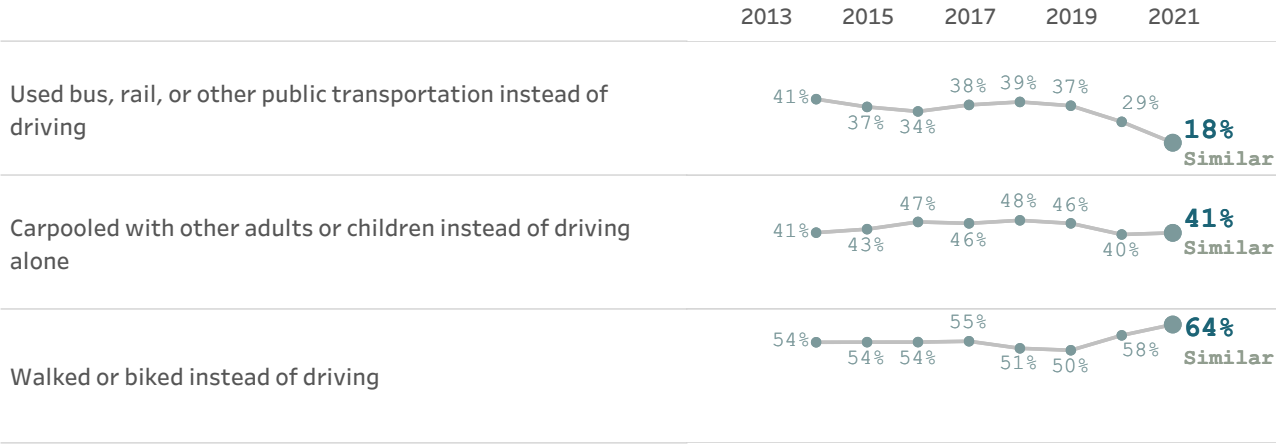 2013 2015 2017 2019 2021
Used bus, rail, or other public transportation instead of
driving
41% 37% 34% 38% 39% 37% 29% 18%
Similar
Carpooled with other adults or children instead of driving
alone
41% 43% 47% 46% 48% 46% 40% 41%
Similar
Walked or biked instead of driving
54% 54% 54% 55% 51% 50% 58% 64%
Similar